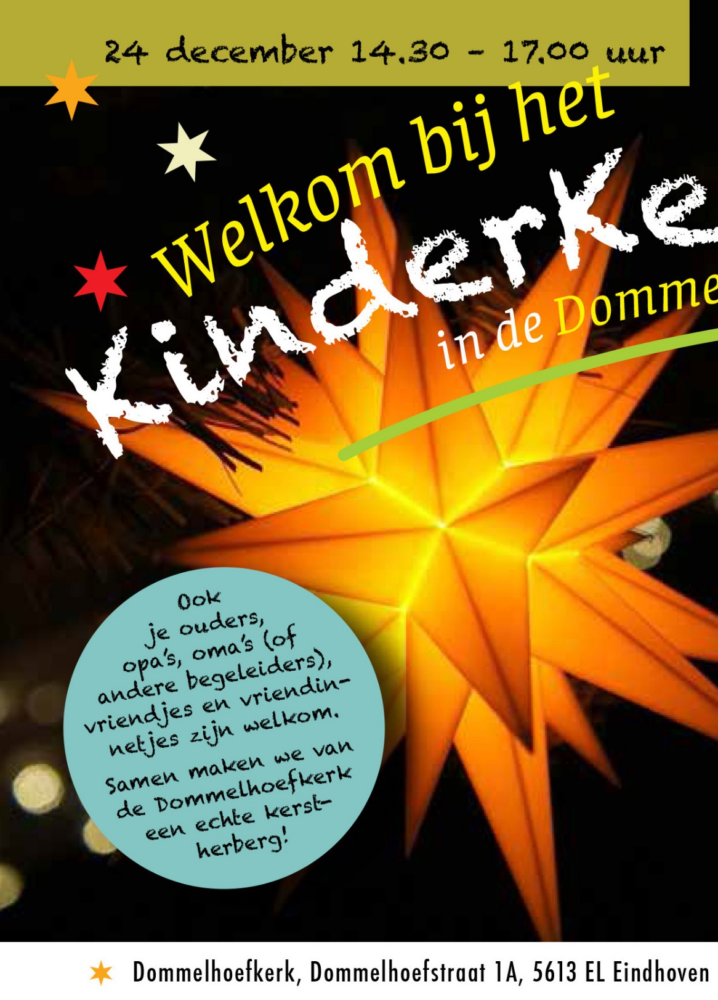 24 december 14.30 - 17.00 uur
Welkom bij het
KinderKe
in de Domme
Ook
je ouders,
opa's, oma's (of
andere begeleiders),
vriendjes en vriendin-
netjes zijn welkom.
Samen maken we van
de Dommelhoefkerk
een echte kerst-
herberg!
Dommelhoefkerk, Dommelhoefstraat 1A, 5613 EL Eindhoven